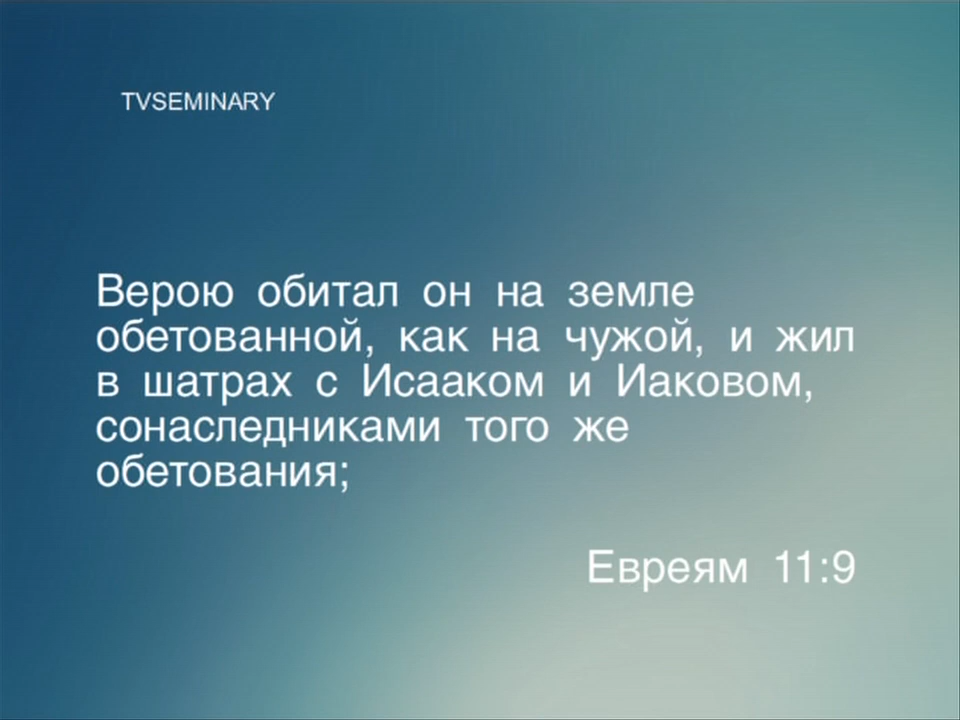 TVSEMINARY
Верою обитал он на земле
обетованной, как на чужой, и жил
в шатрах с Исааком и Иаковом,
сонаследниками того же
обетования;
Евреям 11:9